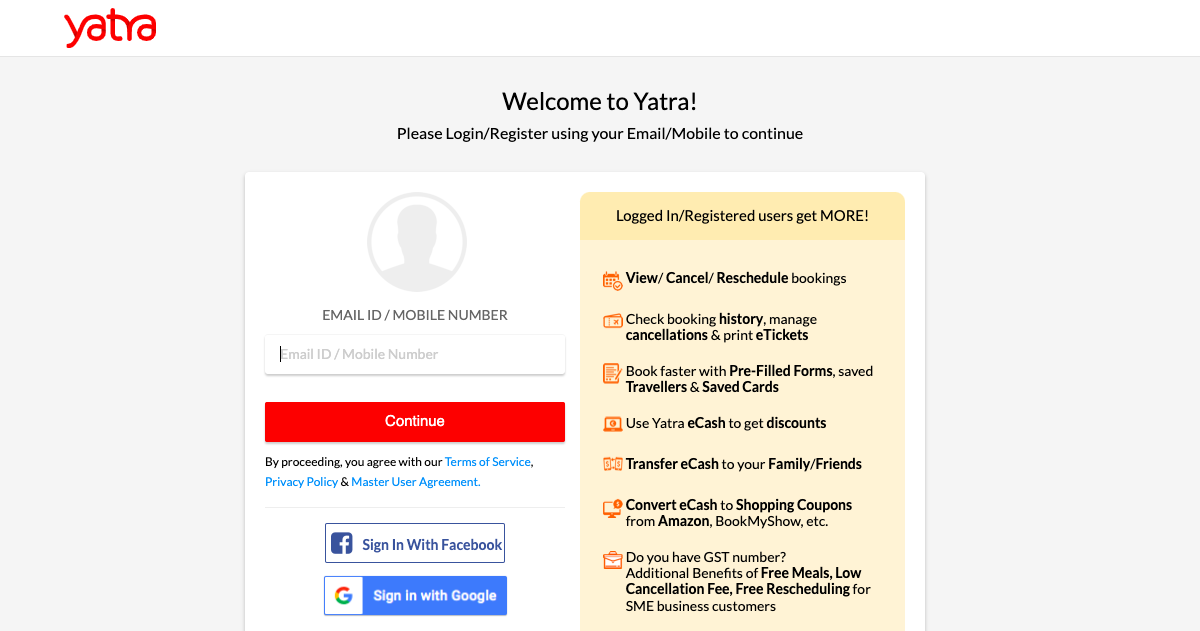 yatra
Welcome to Yatra!
Please Login/Register using your Email/Mobile to continue
EMAIL ID / MOBILE NUMBER
Email ID / Mobile Number
Continue
By proceeding, you agree with our Terms of Service,
Privacy Policy & Master User Agreement.
Sign In With Facebook
Sign in with Google
Logged In/Registered users get MORE!
View/ Cancel/ Reschedule bookings
Check booking history, manage
cancellations & print eTickets
Book faster with Pre-Filled Forms, saved
Travellers & Saved Cards
Use Yatra eCash to get discounts
Transfer eCash to your Family/Friends
Convert eCash to Shopping Coupons
from Amazon, BookMyShow, etc.
Do you have GST number?
Additional Benefits of Free Meals, Low
Cancellation Fee, Free Rescheduling for
SME business customers